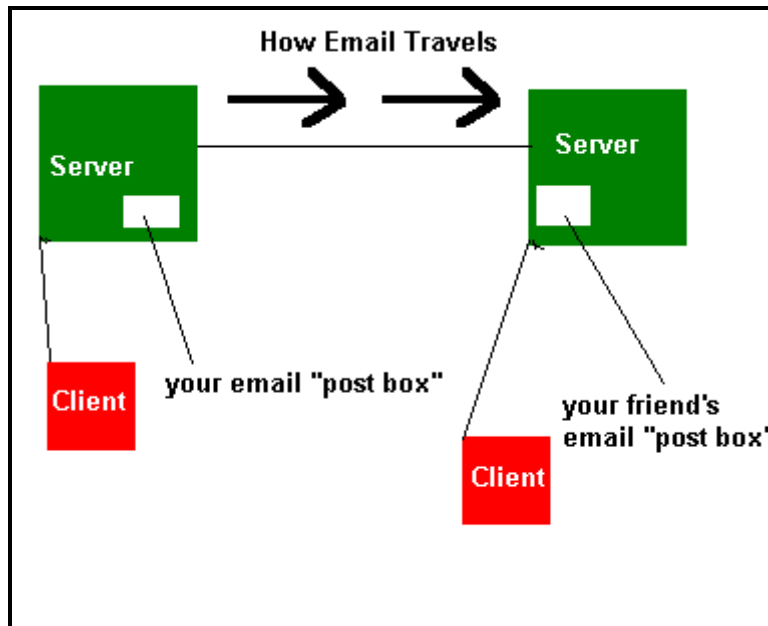 How Email Travels
Server
Server
your email "post box"
Client
your friend's
email "post box"
Client